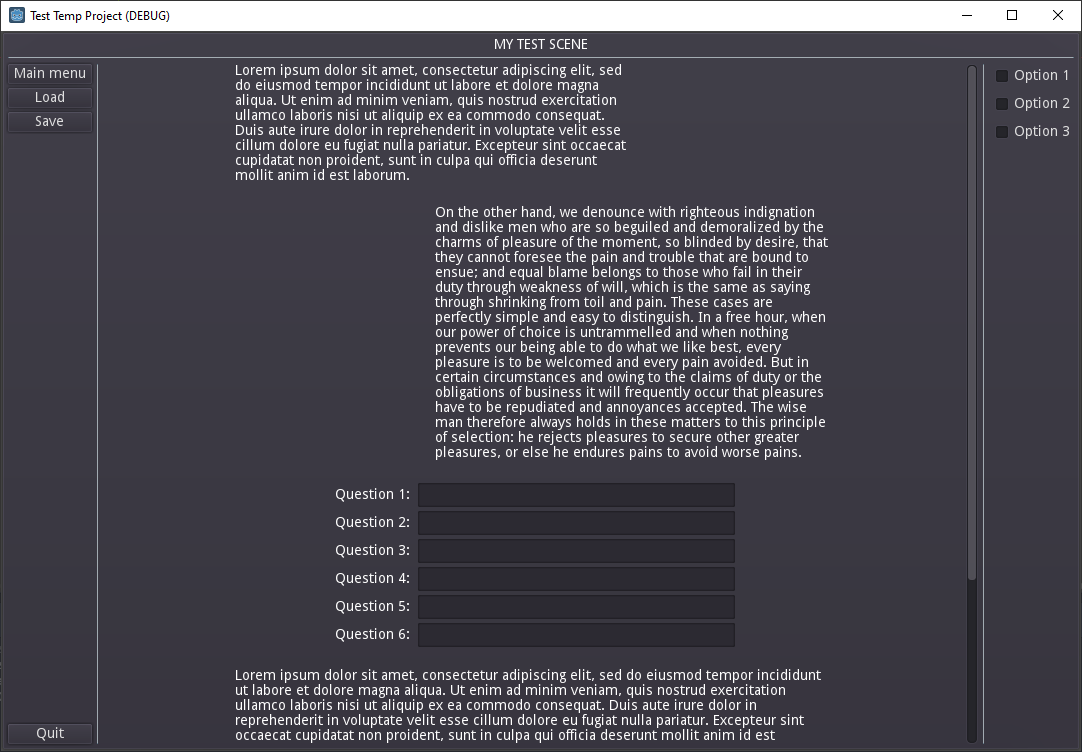 Test Temp Project (DEBUG)
MY TEST SCENE
Main menu
Load
Save
Quit
Lorem ipsum dolor sit amet, consectetur adipiscing elit, sed
do eiusmod tempor incididunt ut labore et dolore magna
aliqua. Ut enim ad minim veniam, quis nostrud exercitation
ullamco laboris nisi ut aliquip ex ea commodo consequat.
Duis aute irure dolor in reprehenderit in voluptate velit esse
cillum dolore eu fugiat nulla pariatur. Excepteur sint occaecat
cupidatat non proident, sunt in culpa qui officia deserunt
mollit anim id est laborum.
On the other hand, we denounce with righteous indignation
and dislike men who are so beguiled and demoralized by the
charms of pleasure of the moment, so blinded by desire, that
they cannot foresee the pain and trouble that are bound to
ensue; and equal blame belongs to those who fail in their
duty through weakness of will, which is the same as saying
through shrinking from toil and pain. These cases are
perfectly simple and easy to distinguish. In a free hour, when
our power of choice is untrammelled and when nothing
prevents our being able to do what we like best, every
pleasure is to be welcomed and every pain avoided. But in
certain circumstances and owing to the claims of duty or the
obligations of business it will frequently occur that pleasures
have to be repudiated and annoyances accepted. The wise
man therefore always holds in these matters to this principle
of selection: he rejects pleasures to secure other greater
pleasures, or else he endures pains to avoid worse pains.
Question 1:
Question 2:
Question 3:
Question 4:
Question 5:
Question 6:
Lorem ipsum dolor sit amet, consectetur adipiscing elit, sed do eiusmod tempor incididunt
ut labore et dolore magna aliqua. Ut enim ad minim veniam, quis nostrud exercitation
ullamco laboris nisi ut aliquip ex ea commodo consequat. Duis aute irure dolor in
reprehenderit in voluptate velit esse cillum dolore eu fugiat nulla pariatur. Excepteur sint
occaecat cupidatat non proident, sunt in culpa qui officia deserunt mollit anim id est
Option 1
Option 2
Option 3